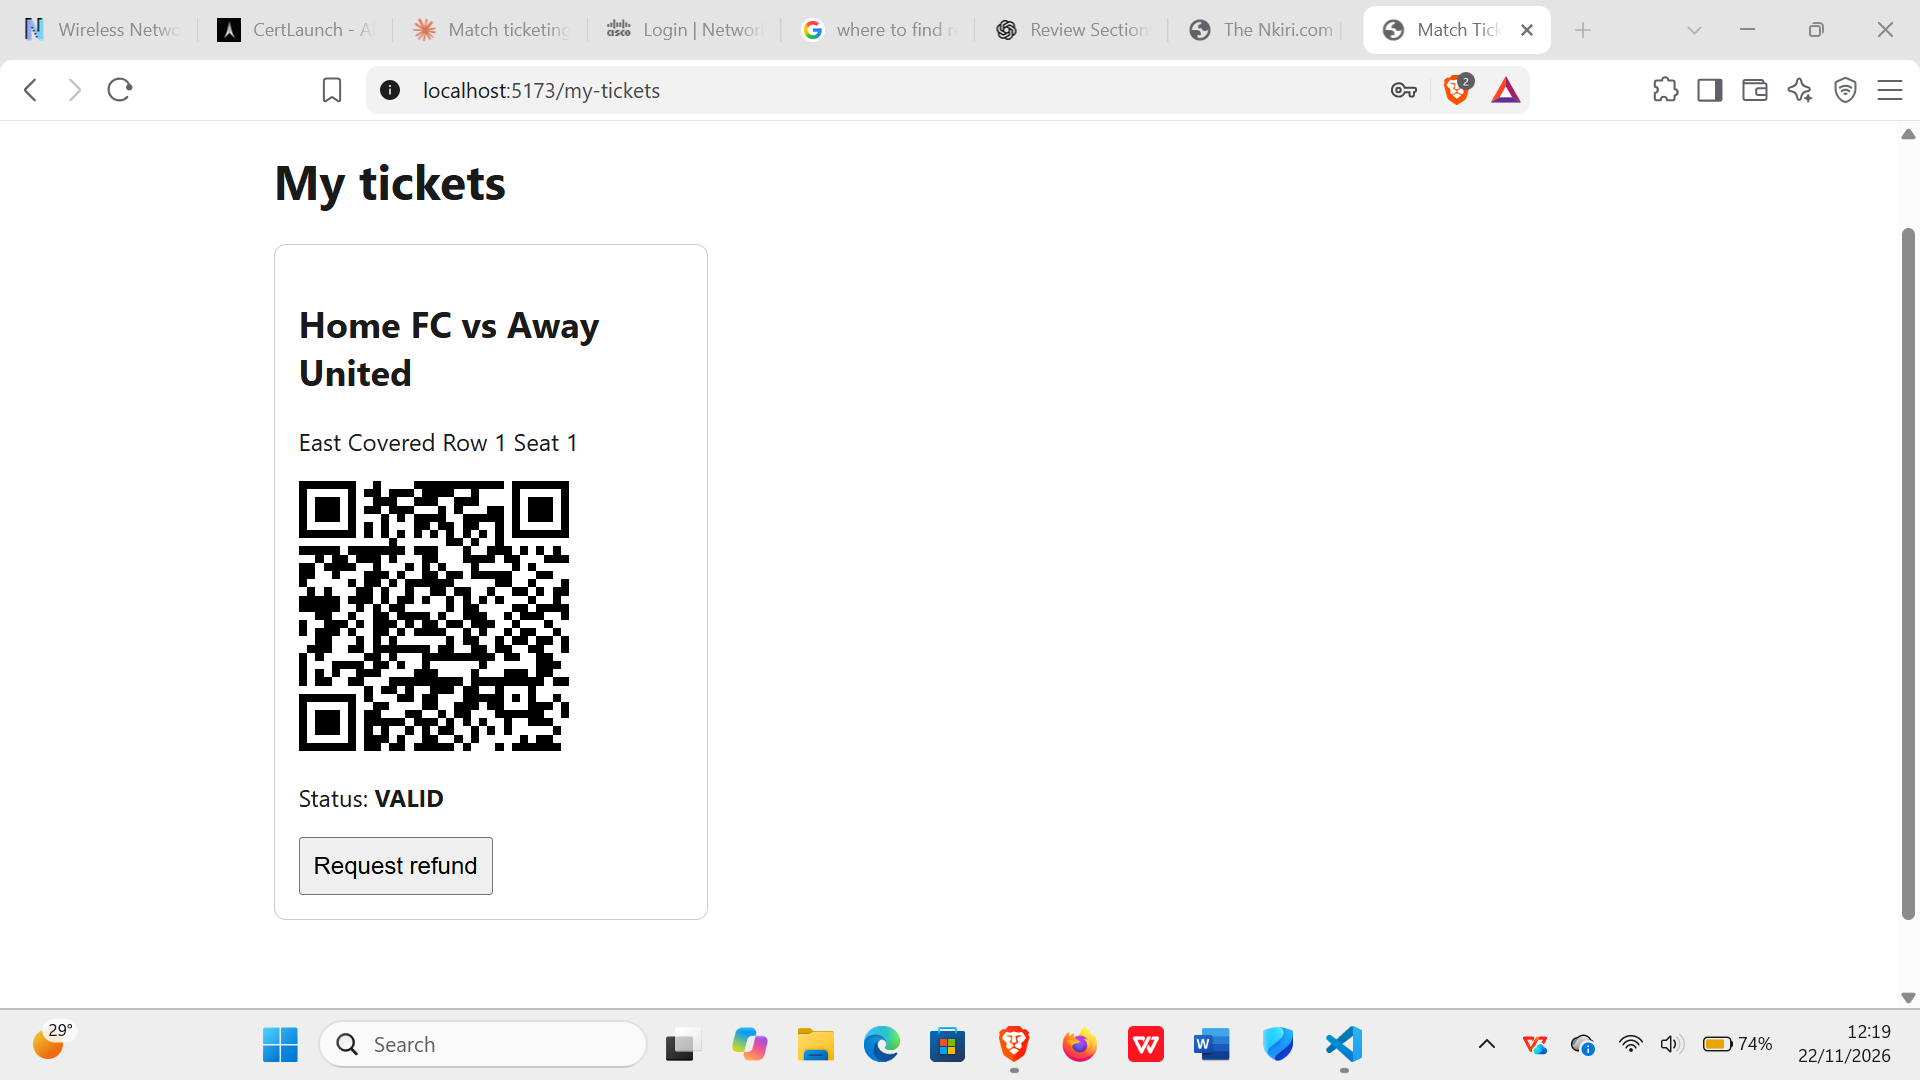 Wireless Netwo
CertLaunch - AI
Match ticketing
Login | Networ
where to find r
Review Section
The Nkiri.com |
Match Tick
localhost:5173/my-tickets
2
My tickets
Home FC vs Away
United
East Covered Row 1 Seat 1
Status: VALID
Request refund
29°
Search
74%
12:19
22/11/2026